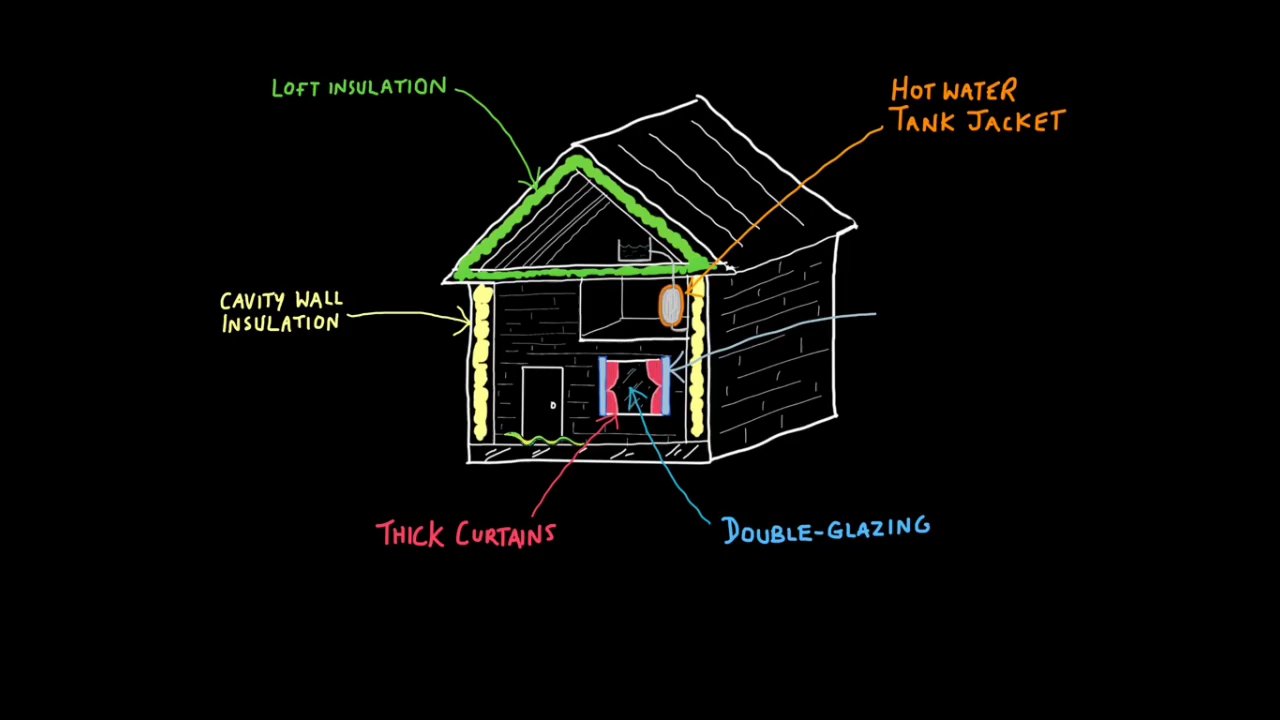 LOFT INSULATION
HOT WATER
TANK JACKET
CAVITY WALL
INSULATION
THICK CURTAINS
DOUBLE-GLAZING